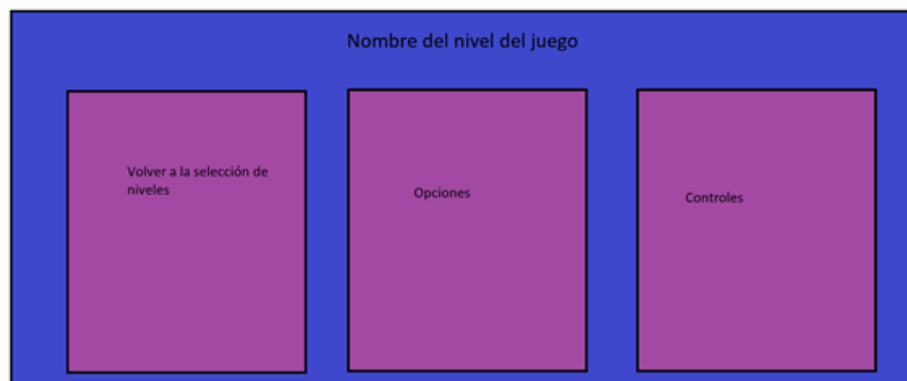 Nombre del nivel del juego
Volver a la selección de
niveles
Opciones
Controles